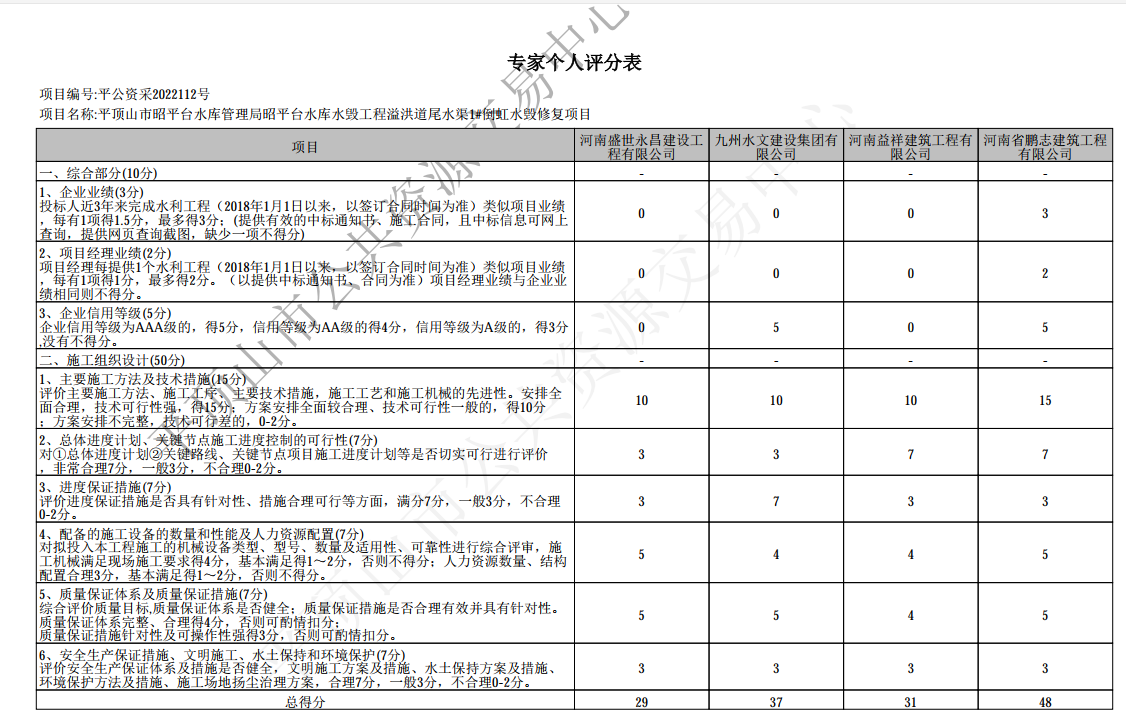 专家个人评分表
项目编号:平公资采2022112号
项目名称:平顶山市昭平台水库管理局昭平台水库水毁工程溢洪道尾水渠1#倒虹水毁修复项目
项目 河南盛世永昌建设工程有限公司 九州水文建设集团有限公司 河南益祥建筑工程有限公司 河南省鹏志建筑工程有限公司
一、综合部分(10分) - - - -
1、企业业绩(3分)
投标人近3年来完成水利工程（2018年1月1日以来，以签订合同时间为准）类似项目业绩
，每有1项得1.5分，最多得3分；(提供有效的中标通知书、施工合同，且中标信息可网上
查询，提供网页查询截图，缺少一项不得分)
0 0 0 3
2、项目经理业绩(2分)
项目经理每提供1个水利工程（2018年1月1日以来，以签订合同时间为准）类似项目业绩
，每有1项得1分，最多得2分。（以提供中标通知书、合同为准）项目经理业绩与企业业
绩相同则不得分。
0 0 0 2
3、企业信用等级(5分)
企业信用等级为AAA级的，得5分，信用等级为AA级的得4分，信用等级为A级的，得3分
,没有不得分。
0 5 0 5
二、施工组织设计(50分) - - - -
1、主要施工方法及技术措施(15分)
评价主要施工方法、施工工序；主要技术措施，施工工艺和施工机械的先进性。安排全
面合理，技术可行性强，得15分；方案安排全面较合理、技术可行性一般的，得10分
；方案安排不完整，技术可行差的，0-2分。
10 10 10 15
2、总体进度计划、关键节点施工进度控制的可行性(7分)
对①总体进度计划②关键路线、关键节点项目施工进度计划等是否切实可行进行评价
，非常合理7分，一般3分，不合理0-2分。
3 3 7 7
3、进度保证措施(7分)
评价进度保证措施是否具有针对性、措施合理可行等方面，满分7分，一般3分，不合理
0-2分。
3 7 3 3
4、配备的施工设备的数量和性能及人力资源配置(7分)
对拟投入本工程施工的机械设备类型、型号、数量及适用性、可靠性进行综合评审，施
工机械满足现场施工要求得4分，基本满足得1～2分，否则不得分；人力资源数量、结构
配置合理3分，基本满足得1～2分，否则不得分。
5 4 4 5
5、质量保证体系及质量保证措施(7分)
综合评价质量目标,质量保证体系是否健全；质量保证措施是否合理有效并具有针对性。
质量保证体系完整、合理得4分，否则可酌情扣分；
质量保证措施针对性及可操作性强得3分，否则可酌情扣分。
5 5 4 5
6、安全生产保证措施、文明施工、水土保持和环境保护(7分)
评价安全生产保证体系及措施是否健全，文明施工方案及措施、水土保持方案及措施、
环境保护方法及措施、施工场地扬尘治理方案，合理7分，一般3分，不合理0-2分。
3 3 3 3
总得分 29 37 31 48
平顶山市公共资源交易中心
平顶山市公共资源交易中心